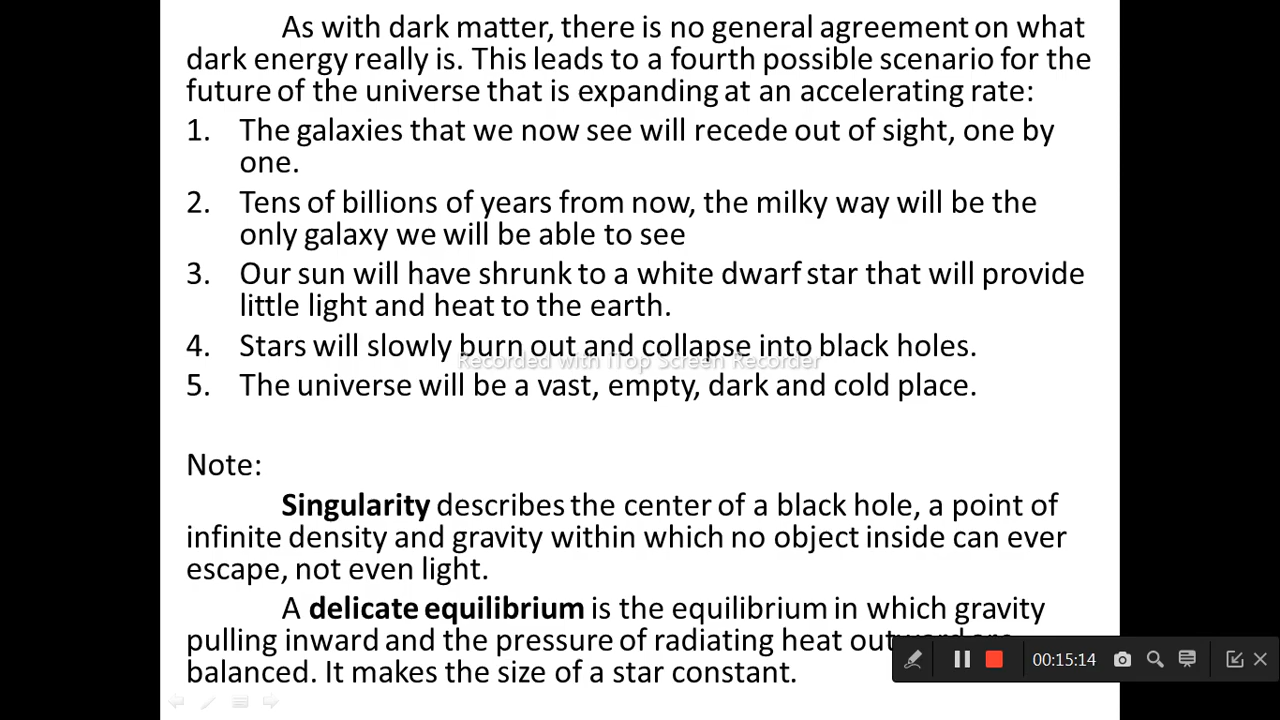 As with dark matter, there is no general agreement on what
dark energy really is. This leads to a fourth possible scenario for the
future of the universe that is expanding at an accelerating rate:
1. The galaxies that we now see will recede out of sight, one by
one.
2. Tens of billions of years from now, the milky way will be the
only galaxy we will be able to see
3. Our sun will have shrunk to a white dwarf star that will provide
little light and heat to the earth.
4. Stars will slowly burn out and collapse into black holes.
Recorded with iTop Screen Recorder
5. The universe will be a vast, empty, dark and cold place.
Note:
Singularity describes the center of a black hole, a point of
infinite density and gravity within which no object inside can ever
escape, not even light.
A delicate equilibrium is the equilibrium in which gravity
pulling inward and the pressure of radiating heat outward are
balanced. It makes the size of a star constant.
00:15:14